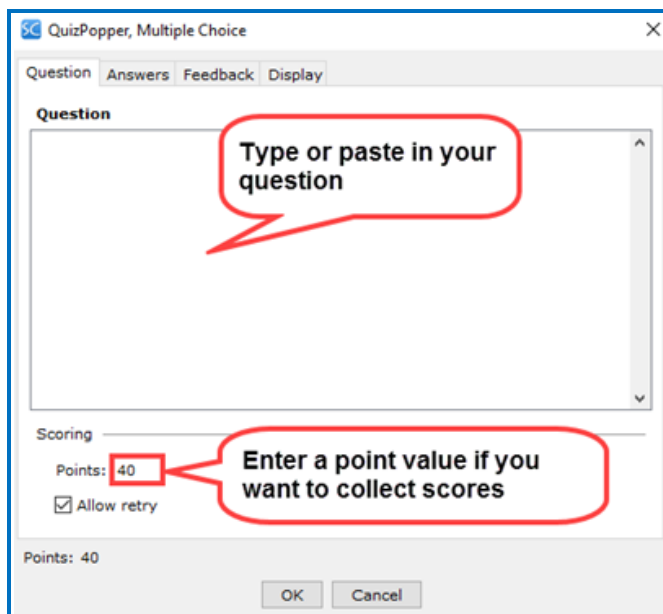 SC QuizPopper, Multiple Choice
Question Answers Feedback Display
Question
Type or paste in your
question
Scoring
Points: 40
Enter a point value if you
want to collect scores
Allow retry
Points: 40
OK Cancel